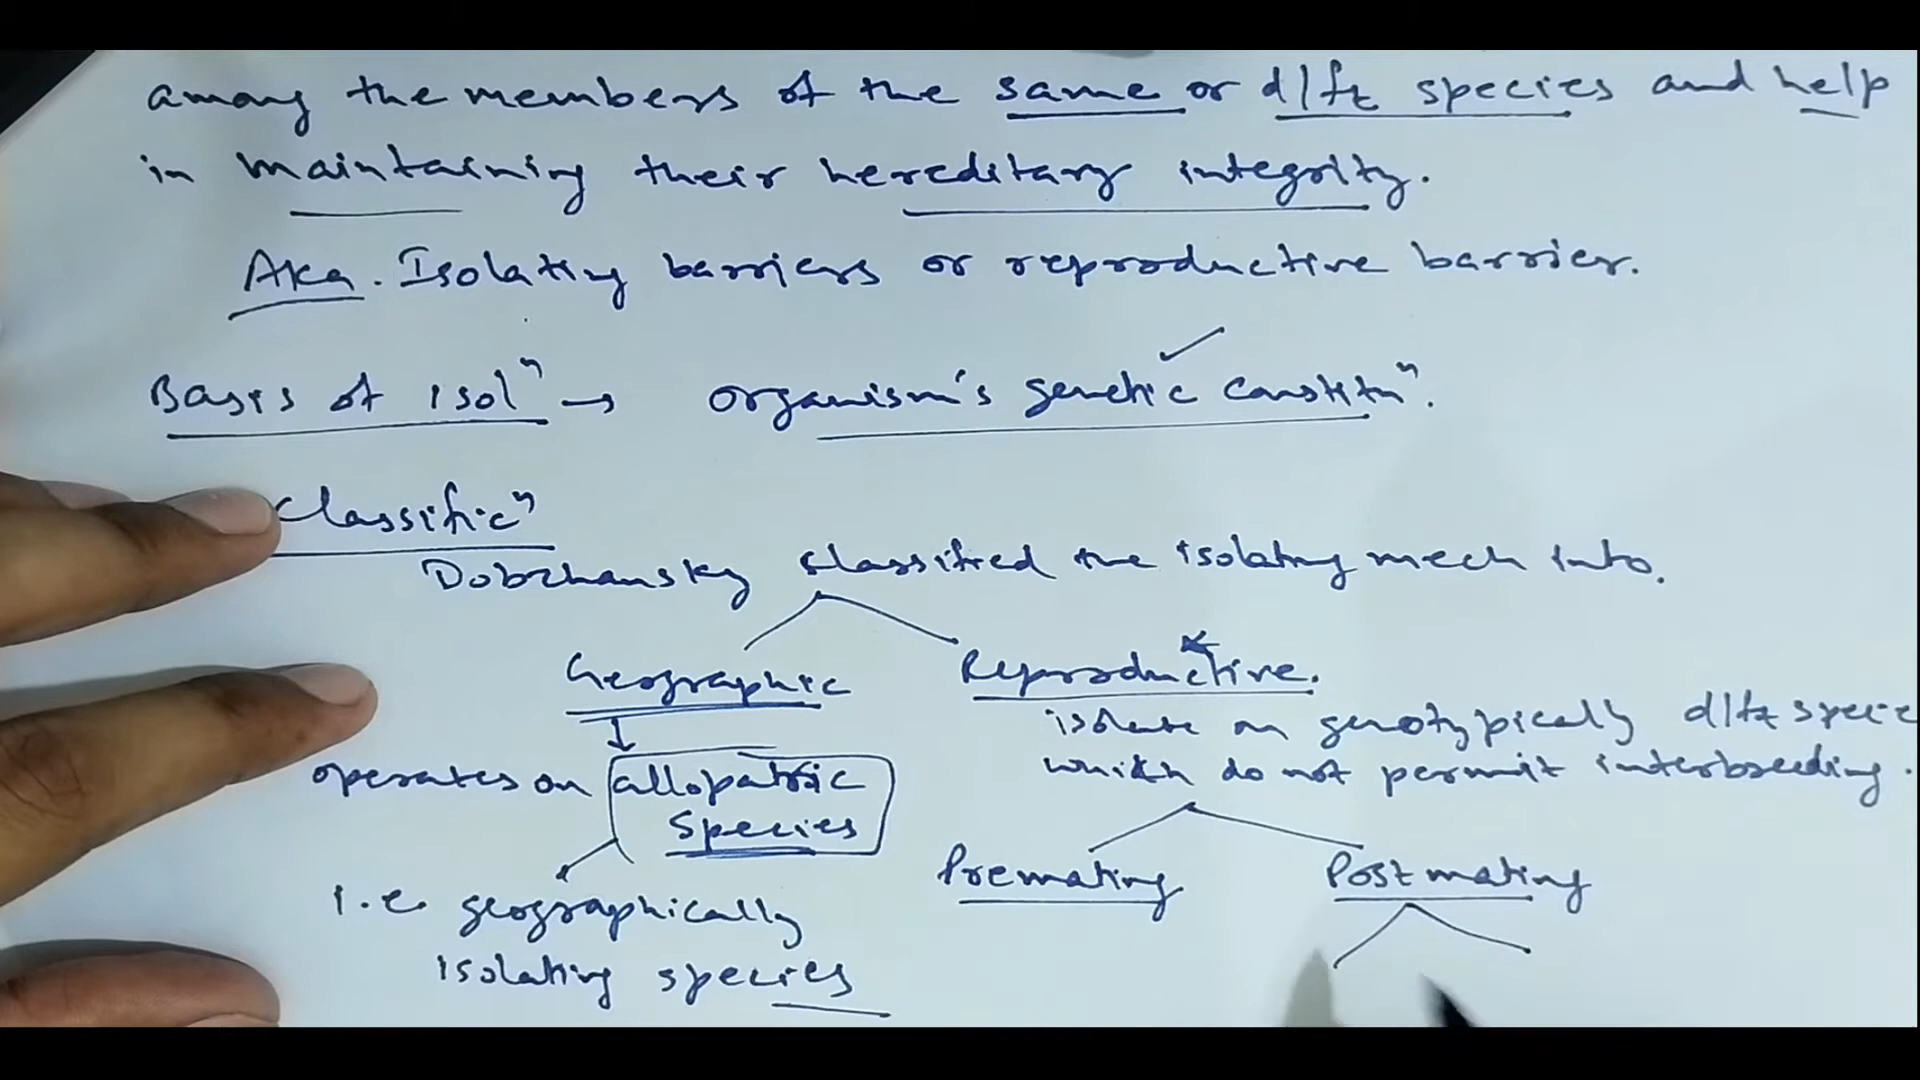 among the members of the same or d/ft species and help
in maintaining their hereditary integrity.
Aka. Isolating barriers or reproductive barrier.
Basis of Isolⁿ → organism's genetic constitnⁿ.
Classificⁿ
Dobzhansky classified the isolating mech into.
Geographic
Reproductive.
isolate on genotypically d/ft specie
which do not permit interbreeding.
operates on allopatric
species
Premating
Postmating
i.e. geographically
isolating species